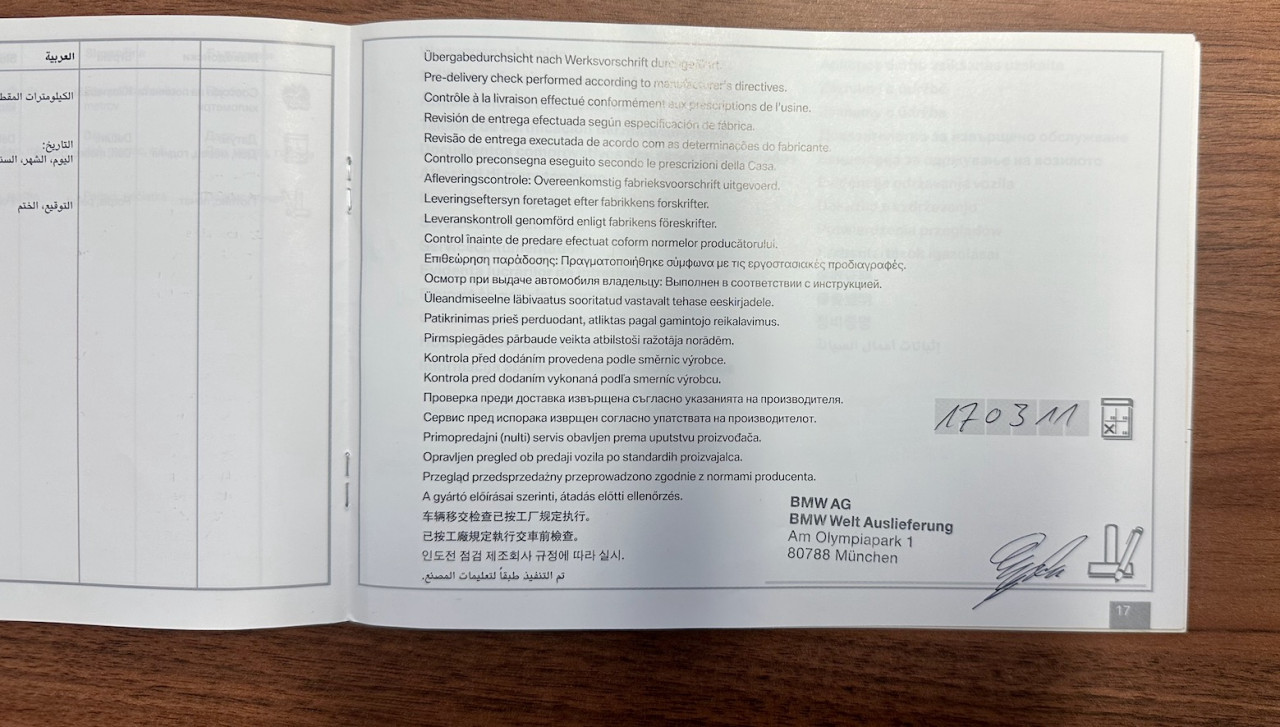 العربية
الكيلومترات
التاريخ:
اليوم، الشهر،
التوقيع، الختم
Übergabedurchsicht nach Werksvorschrift durchgeführt.
Pre-delivery check performed according to manufacturer's directives.
Contrôle à la livraison effectué conformément aux prescriptions de l'usine.
Revisión de entrega efectuada según especificación de fábrica.
Revisão de entrega executada de acordo com as determinações do fabricante.
Controllo preconsegna eseguito secondo le prescrizioni della Casa.
Afleveringscontrole: Overeenkomstig fabrieksvoorschrift uitgevoerd.
Leveringseftersyn foretaget efter fabrikkens forskrifter.
Leveranskontroll genomförd enligt fabrikens föreskrifter.
Control înainte de predare efectuat coform normelor producătorului.
Επιθεώρηση παράδοσης: Πραγματοποιήθηκε σύμφωνα με τις εργοστασιακές προδιαγραφές.
Осмотр при выдаче автомобиля владельцу: Выполнен в соответствии с инструкцией.
Üleandmiseelne läbivaatus sooritatud vastavalt tehase eeskirjadele.
Patikrinimas prieš perduodant, atliktas pagal gamintojo reikalavimus.
Pirmspiegādes pārbaude veikta atbilstoši ražotāja norādēm.
Kontrola před dodáním provedena podle směrnic výrobce.
Kontrola pred dodaním vykonaná podľa smerníc výrobcu.
Проверка преди доставка извършена съгласно указанията на производителя.
Сервис пред испорака изврщен согласно упатствата на производителот.
Primopredajni (nulti) servis obavljen prema uputstvu proizvođača.
Opravljen pregled ob predaji vozila po standardih proizvajalca.
Przegląd przedsprzedażny przeprowadzono zgodnie z normami producenta.
A gyártó előírásai szerinti, átadás előtti ellenőrzés.
车辆移交检查已按工厂规定执行。
已按工廠規定執行交車前檢查。
인도전 점검 제조회사 규정에 따라 실시.
تم التنفيذ طبقاً لتعليمات المصنع.
170311
BMW AG
BMW Welt Auslieferung
Am Olympiapark 1
80788 München
17